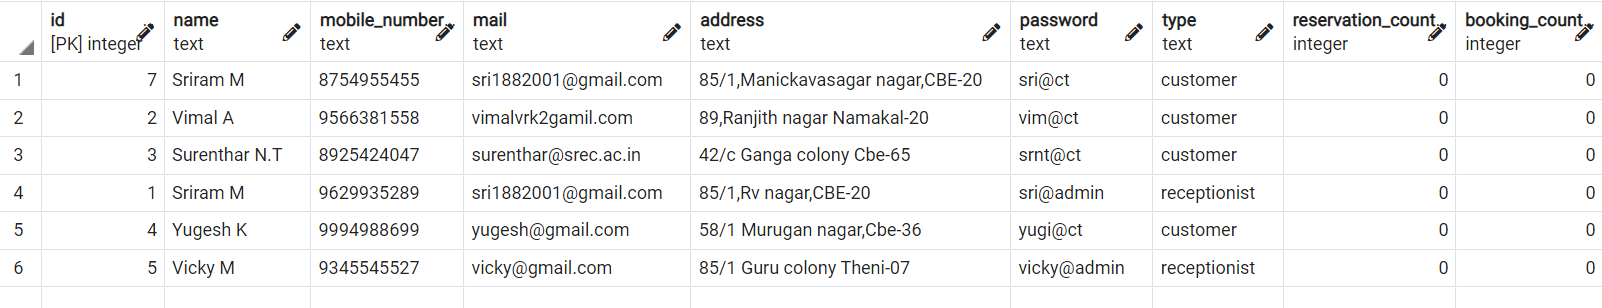 id name mobile_number mail address password type reservation_count booking_count
[PK] integer text text text text text text integer integer
1 7 Sriram M 8754955455 sri1882001@gmail.com 85/1,Manickavasagar nagar,CBE-20 sri@ct customer 0 0
2 2 Vimal A 9566381558 vimalvrk2gamil.com 89,Ranjith nagar Namakal-20 vim@ct customer 0 0
3 3 Surenthar N.T 8925424047 surenthar@srec.ac.in 42/c Ganga colony Cbe-65 srnt@ct customer 0 0
4 1 Sriram M 9629935289 sri1882001@gmail.com 85/1,Rv nagar,CBE-20 sri@admin receptionist 0 0
5 4 Yugesh K 9994988699 yugesh@gmail.com 58/1 Murugan nagar,Cbe-36 yugi@ct customer 0 0
6 5 Vicky M 9345545527 vicky@gmail.com 85/1 Guru colony Theni-07 vicky@admin receptionist 0 0